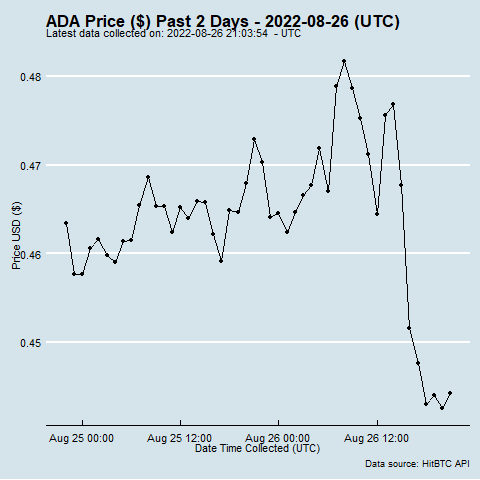 ADA Price ($) Past 2 Days - 2022-08-26 (UTC)
Latest data collected on: 2022-08-26 21:03:54 - UTC
0.48
0.47
0.46
0.45
Price USD ($)
Aug 25 00:00 Aug 25 12:00 Aug 26 00:00 Aug 26 12:00
Date Time Collected (UTC)
Data source: HitBTC API